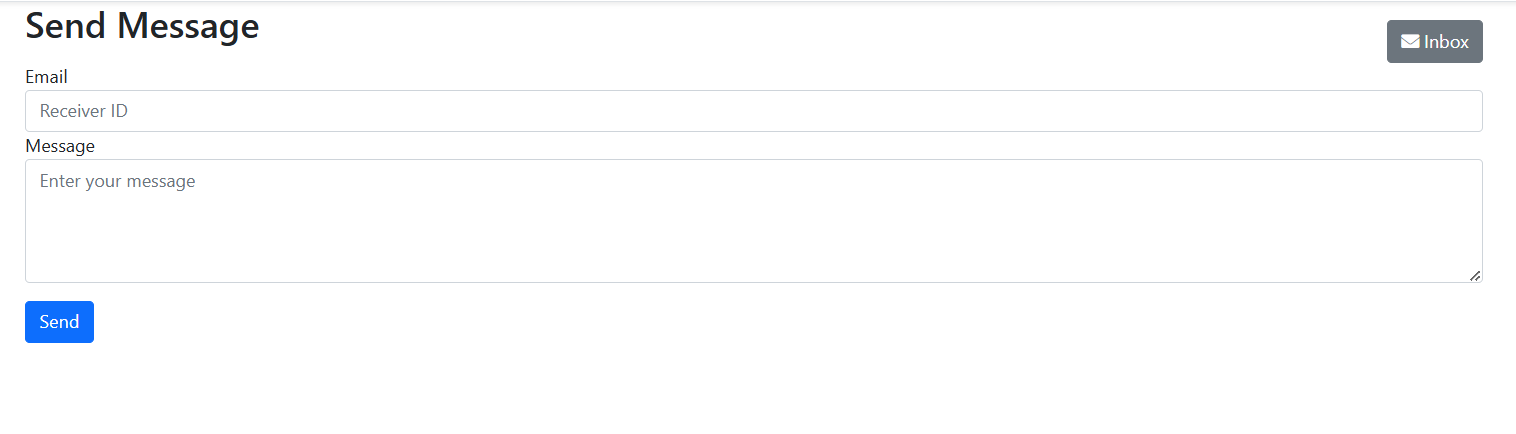 Send Message
Inbox
Email
Receiver ID
Message
Enter your message
Send